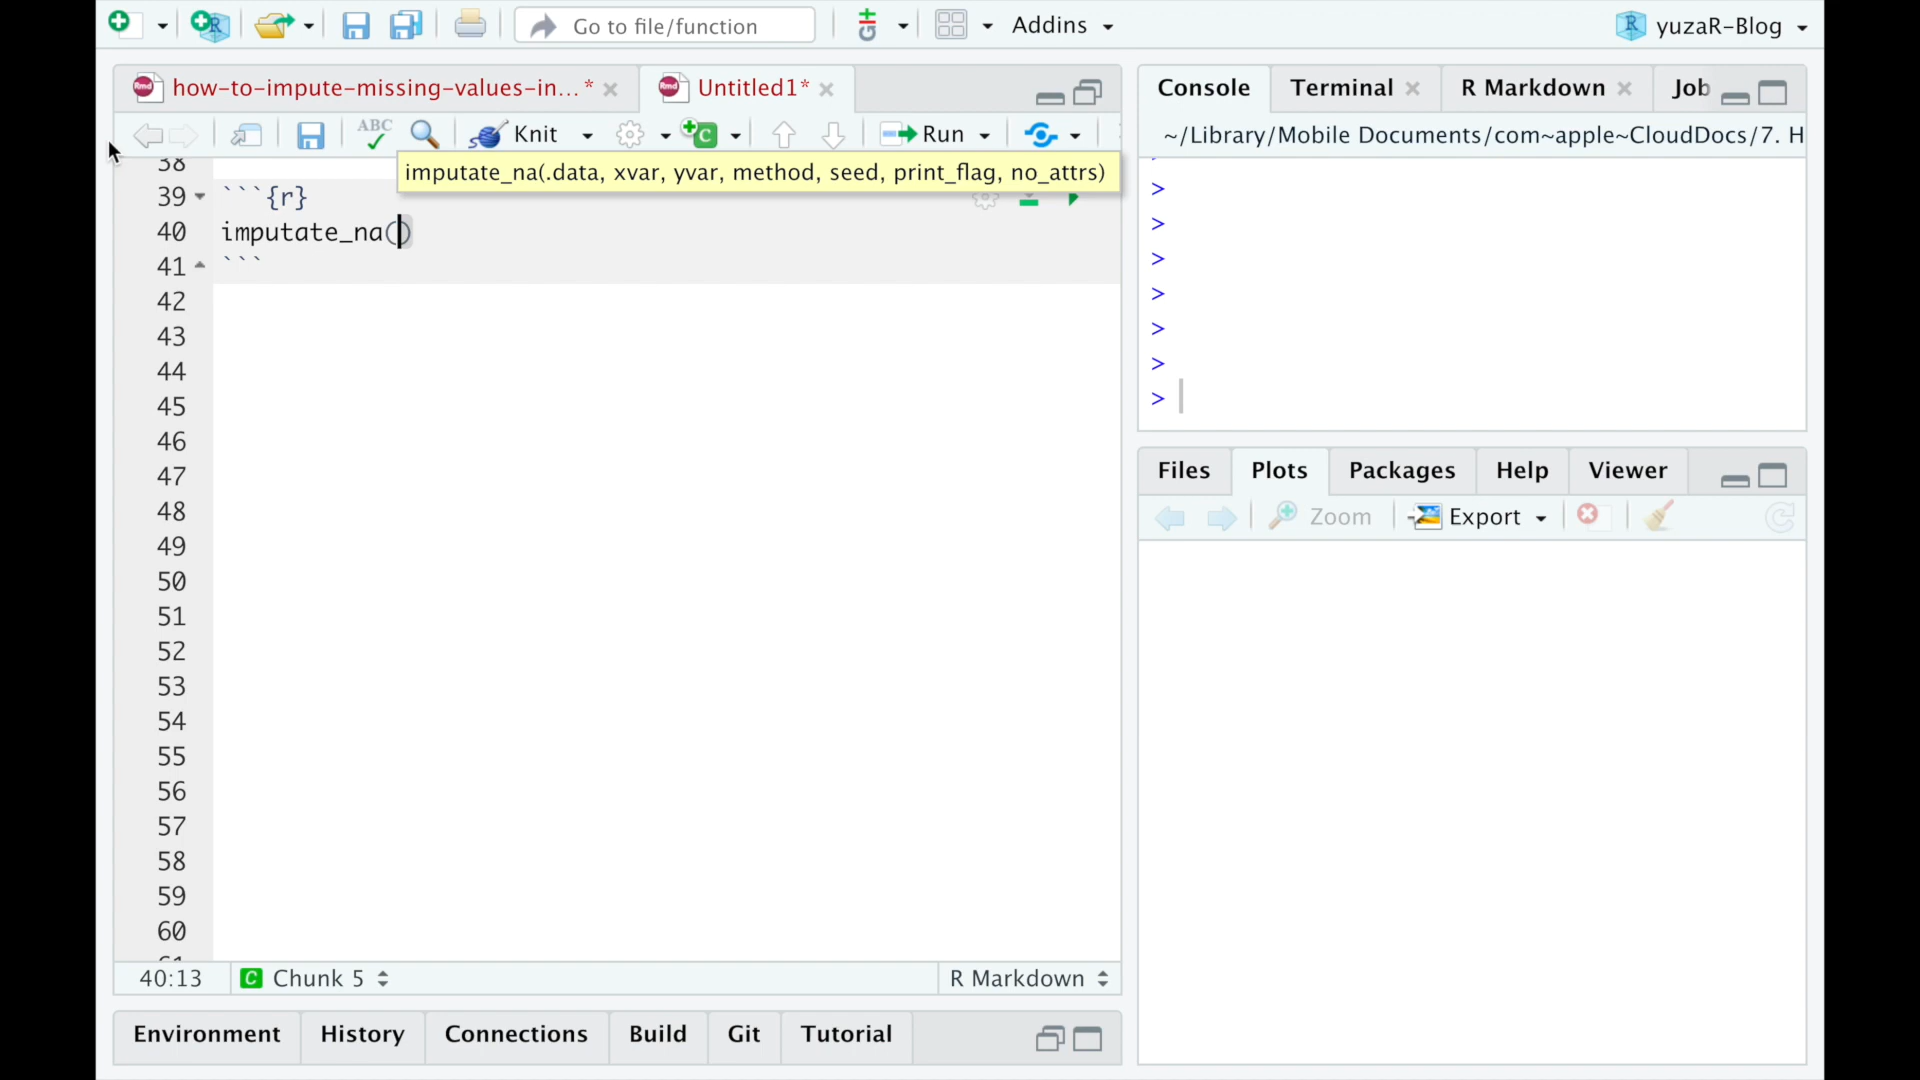 Go to file/function
Addins
yuzaR-Blog
how-to-impute-missing-values-in...*
Untitled1*
ABC
Knit
Run
38
imputate_na(.data, xvar, yvar, method, seed, print_flag, no_attrs)
39 ```{r}
40 imputate_na()
41 ```
42
43
44
45
46
47
48
49
50
51
52
53
54
55
56
57
58
59
60
61
40:13 C Chunk 5 R Markdown
Environment History Connections Build Git Tutorial
Console Terminal R Markdown Job
~/Library/Mobile Documents/com~apple~CloudDocs/7. H
>
>
>
>
>
>
>
Files Plots Packages Help Viewer
Zoom Export